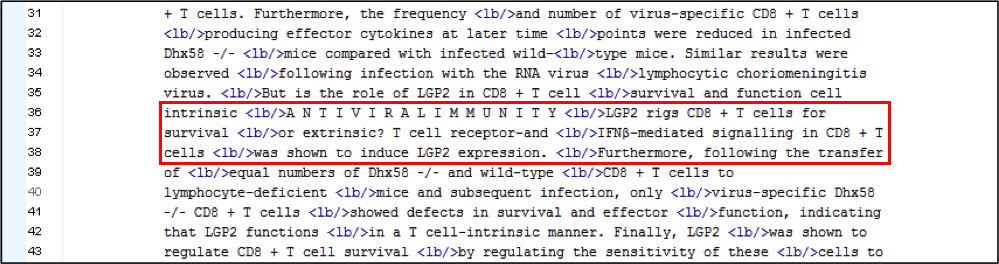 31 + T cells. Furthermore, the frequency <lb/>and number of virus-specific CD8 + T cells
32 <lb/>producing effector cytokines at later time <lb/>points were reduced in infected
33 Dhx58 -/- <lb/>mice compared with infected wild-<lb/>type mice. Similar results were
34 observed <lb/>following infection with the RNA virus <lb/>lymphocytic choriomeningitis
35 virus. <lb/>But is the role of LGP2 in CD8 + T cell <lb/>survival and function cell
36 intrinsic <lb/>A N T I V I R A L I M M U N I T Y <lb/>LGP2 rigs CD8 + T cells for
37 survival <lb/>or extrinsic? T cell receptor-and <lb/>IFNβ-mediated signalling in CD8 + T
38 cells <lb/>was shown to induce LGP2 expression. <lb/>Furthermore, following the transfer
39 of <lb/>equal numbers of Dhx58 -/- and wild-type <lb/>CD8 + T cells to
40 lymphocyte-deficient <lb/>mice and subsequent infection, only <lb/>virus-specific Dhx58
41 -/- CD8 + T cells <lb/>showed defects in survival and effector <lb/>function, indicating
42 that LGP2 functions <lb/>in a T cell-intrinsic manner. Finally, LGP2 <lb/>was shown to
43 regulate CD8 + T cell survival <lb/>by regulating the sensitivity of these <lb/>cells to